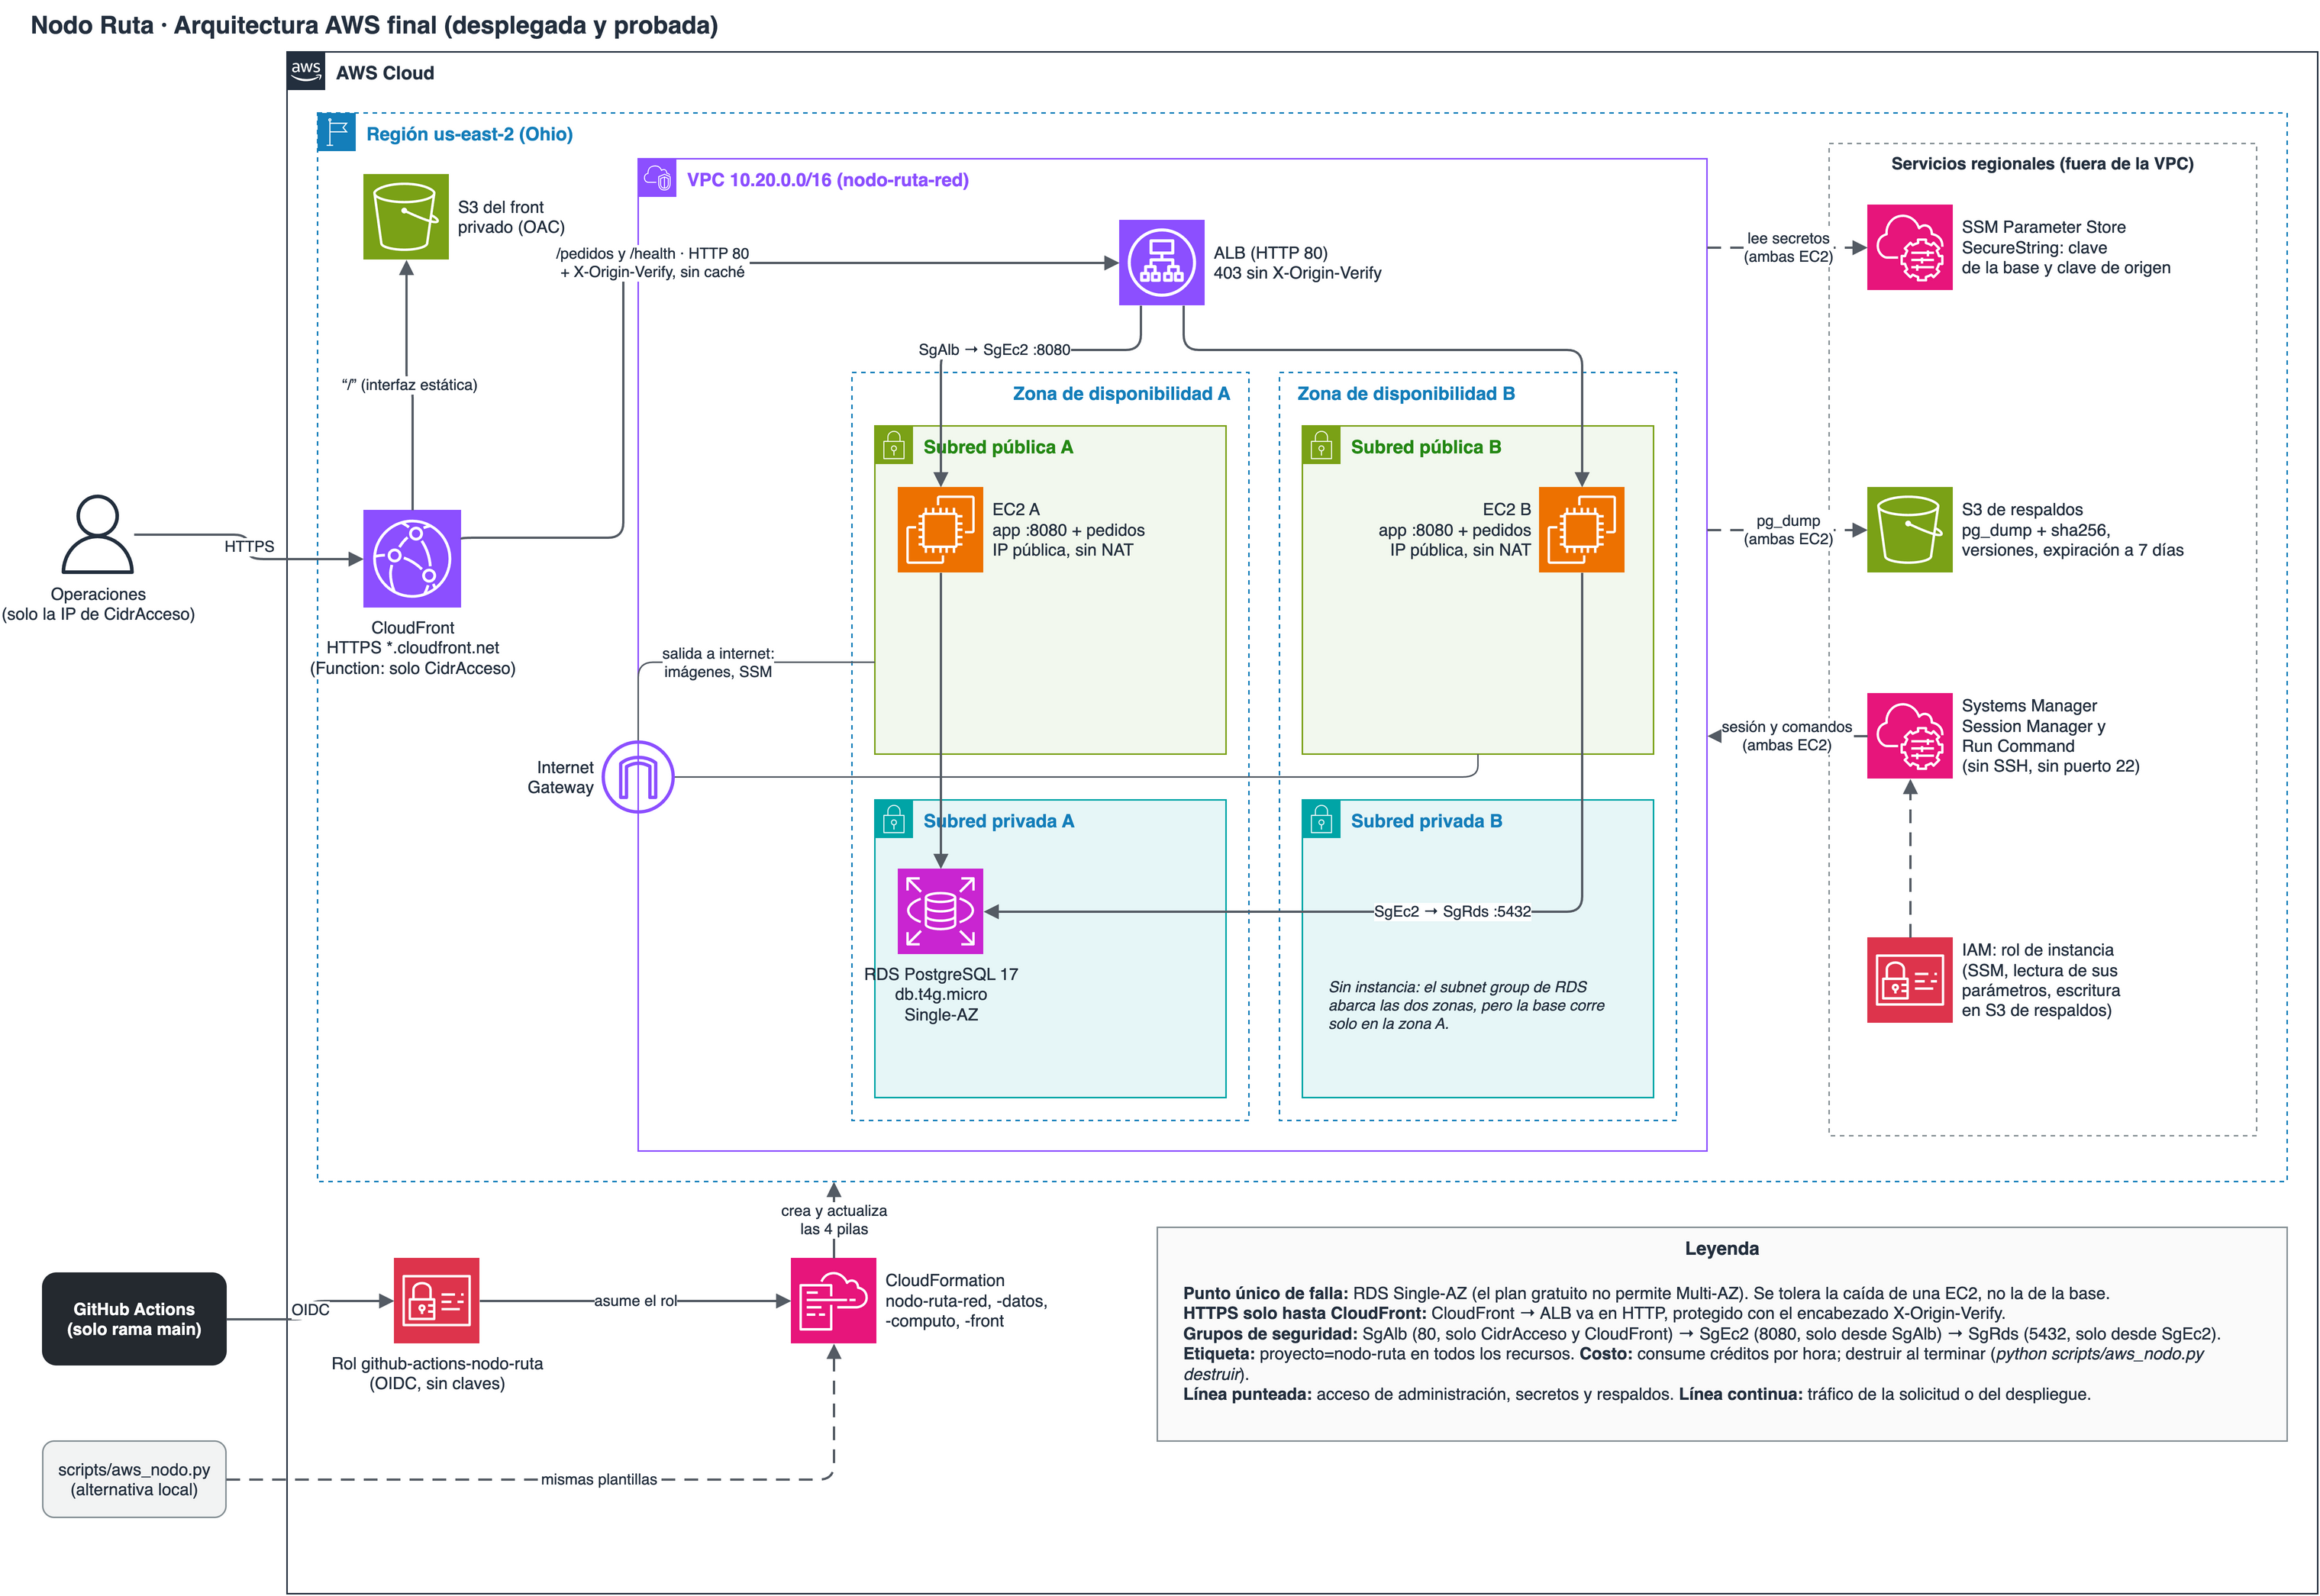 Nodo Ruta · Arquitectura AWS final (desplegada y probada)
aws
AWS Cloud
Región us-east-2 (Ohio)
S3 del front
privado (OAC)
VPC 10.20.0.0/16 (nodo-ruta-red)
/pedidos y /health · HTTP 80
+ X-Origin-Verify, sin caché
ALB (HTTP 80)
403 sin X-Origin-Verify
Servicios regionales (fuera de la VPC)
lee secretos
(ambas EC2)
SSM Parameter Store
SecureString: clave
de la base y clave de origen
SgAlb → SgEc2 :8080
“/” (interfaz estática)
Zona de disponibilidad A
Zona de disponibilidad B
Subred pública A
Subred pública B
EC2 A
app :8080 + pedidos
IP pública, sin NAT
EC2 B
app :8080 + pedidos
IP pública, sin NAT
pg_dump
(ambas EC2)
S3 de respaldos
pg_dump + sha256,
versiones, expiración a 7 días
HTTPS
Operaciones
(solo la IP de CidrAcceso)
CloudFront
HTTPS *.cloudfront.net
(Function: solo CidrAcceso)
salida a internet:
imágenes, SSM
Internet
Gateway
sesión y comandos
(ambas EC2)
Systems Manager
Session Manager y
Run Command
(sin SSH, sin puerto 22)
Subred privada A
Subred privada B
SgEc2 → SgRds :5432
RDS PostgreSQL 17
db.t4g.micro
Single-AZ
Sin instancia: el subnet group de RDS
abarca las dos zonas, pero la base corre
solo en la zona A.
IAM: rol de instancia
(SSM, lectura de sus
parámetros, escritura
en S3 de respaldos)
crea y actualiza
las 4 pilas
GitHub Actions
(solo rama main)
OIDC
Rol github-actions-nodo-ruta
(OIDC, sin claves)
asume el rol
CloudFormation
nodo-ruta-red, -datos,
-computo, -front
scripts/aws_nodo.py
(alternativa local)
mismas plantillas
Leyenda
Punto único de falla: RDS Single-AZ (el plan gratuito no permite Multi-AZ). Se tolera la caída de una EC2, no la de la base.
HTTPS solo hasta CloudFront: CloudFront → ALB va en HTTP, protegido con el encabezado X-Origin-Verify.
Grupos de seguridad: SgAlb (80, solo CidrAcceso y CloudFront) → SgEc2 (8080, solo desde SgAlb) → SgRds (5432, solo desde SgEc2).
Etiqueta: proyecto=nodo-ruta en todos los recursos. Costo: consume créditos por hora; destruir al terminar (python scripts/aws_nodo.py
destruir).
Línea punteada: acceso de administración, secretos y respaldos. Línea continua: tráfico de la solicitud o del despliegue.